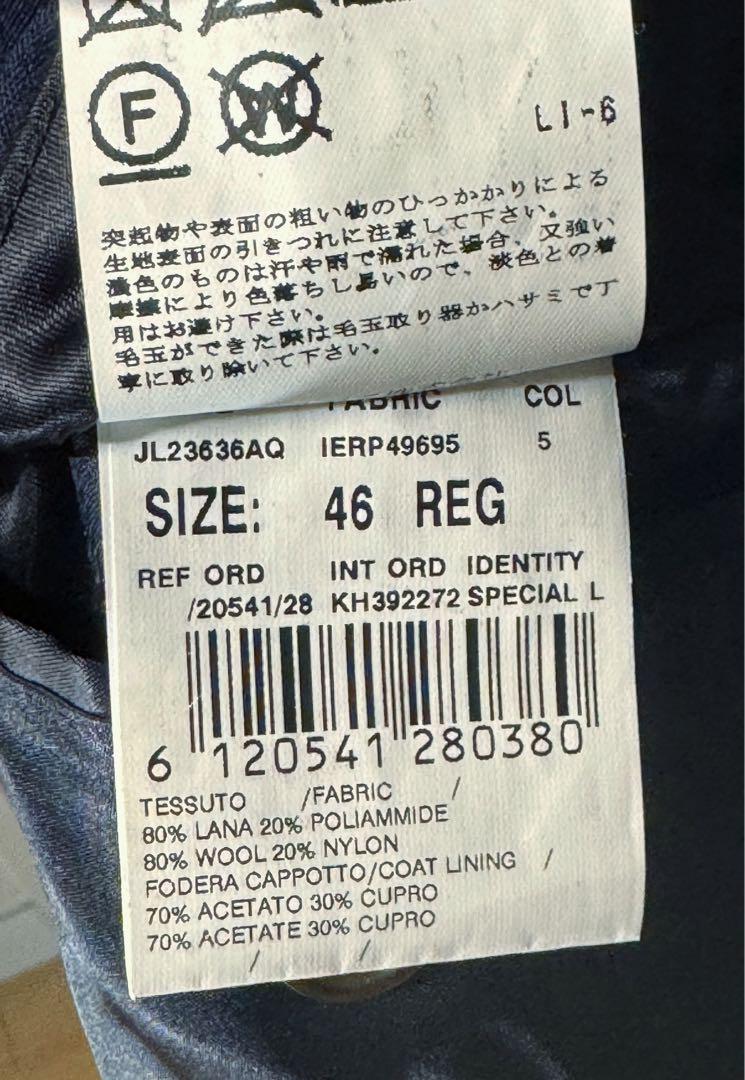 F
W
LI-6
突起物や表面の粗い物のひっかかりによる
生地表面の引きつれに注意して下さい。
濃色のものは汗や雨で濡れた場合、又強い
摩擦により色落ちし易いので、淡色との着
用はお避け下さい。
毛玉ができた際は毛玉取り器かハサミで丁
寧に取り除いて下さい。
FABRIC COL
JL23636AQ IERP49695 5
SIZE: 46 REG
REF ORD INT ORD IDENTITY
/20541/28 KH392272 SPECIAL L
6 120541 280380
TESSUTO /FABRIC /
80% LANA 20% POLIAMMIDE
80% WOOL 20% NYLON
FODERA CAPPOTTO/COAT LINING /
70% ACETATO 30% CUPRO
70% ACETATE 30% CUPRO
/ /